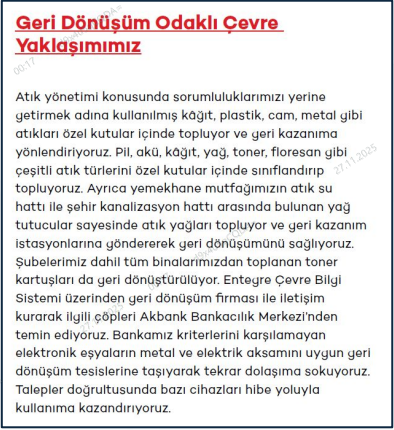 Geri Dönüşüm Odaklı Çevre
Yaklaşımımız
00:17
Atık yönetimi konusunda sorumluluklarımızı yerine
getirmek adına kullanılmış kâğıt, plastik, cam, metal gibi
atıkları özel kutular içinde topluyor ve geri kazanıma
yönlendiriyoruz. Pil, akü, kâğıt, yağ, toner, floresan gibi
çeşitli atık türlerini özel kutular içinde sınıflandırıp
27.11.2025
topluyoruz. Ayrıca yemekhane mutfağımızın atık su
hattı ile şehir kanalizasyon hattı arasında bulunan yağ
tutucular sayesinde atık yağları topluyor ve geri kazanım
istasyonlarına göndererek geri dönüşümünü sağlıyoruz.
Şubelerimiz dahil tüm binalarımızdan toplanan toner
kartuşları da geri dönüştürülüyor. Entegre Çevre Bilgi
Sistemi üzerinden geri dönüşüm firması ile iletişim
kurarak ilgili çöpleri Akbank Bankacılık Merkezi'nden
temin ediyoruz. Bankamız kriterlerini karşılamayan
elektronik eşyaların metal ve elektrik aksamını uygun geri
dönüşüm tesislerine taşıyarak tekrar dolaşıma sokuyoruz.
Talepler doğrultusunda bazı cihazları hibe yoluyla
kullanıma kazandırıyoruz.